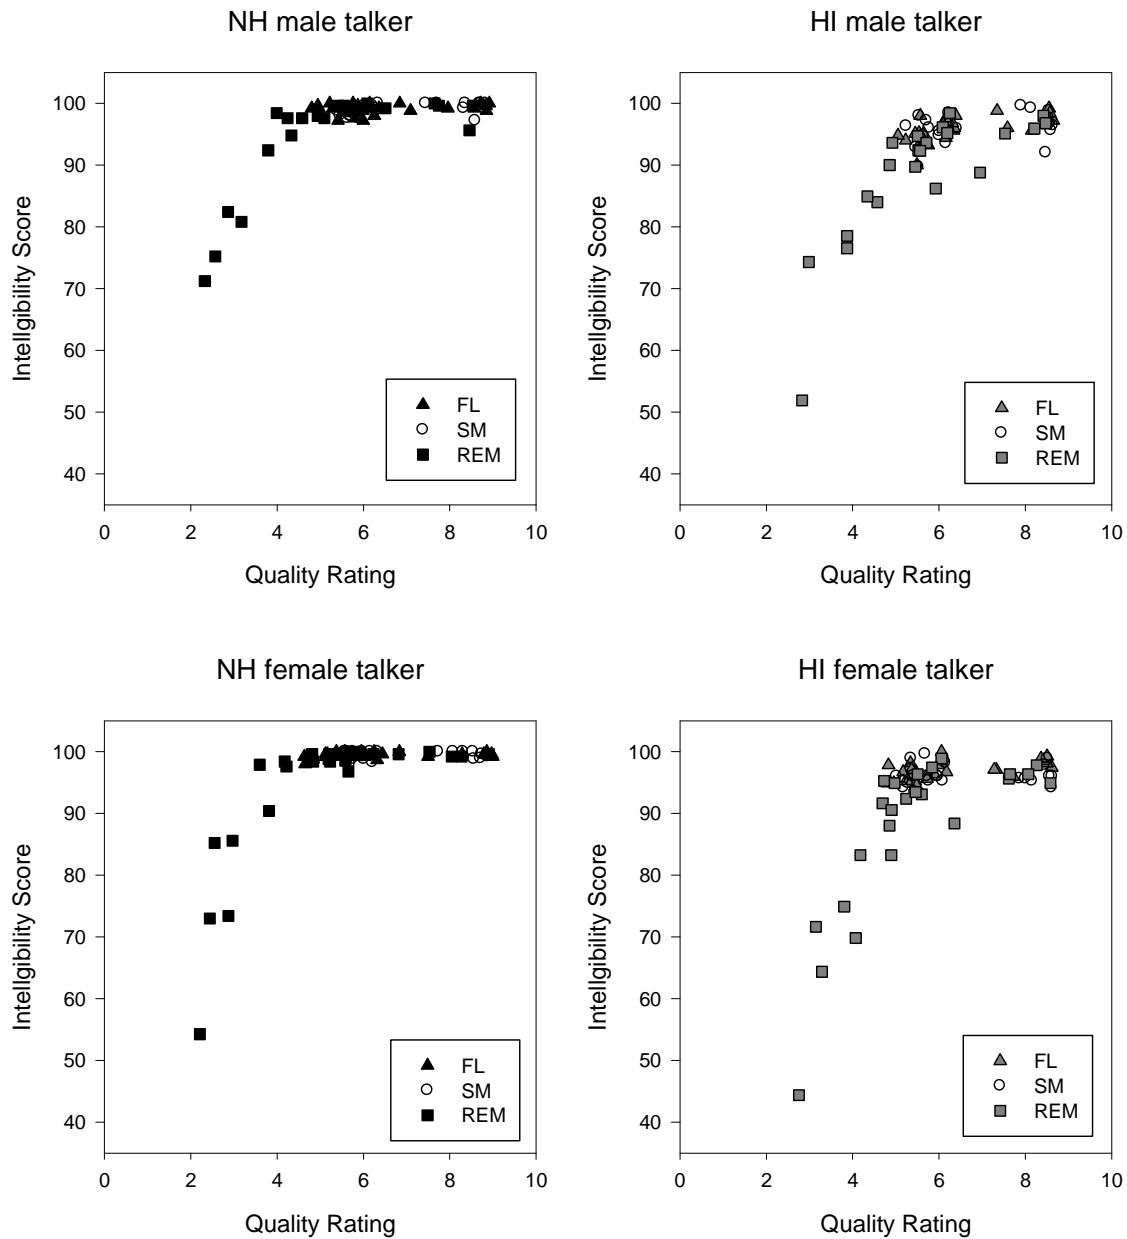 NH male talker
HI male talker
100
90
80
70
60
50
40
Intellgibility Score
FL
SM
REM
0 2 4 6 8 10
Quality Rating
100
90
80
70
60
50
40
Intellgibility Score
FL
SM
REM
0 2 4 6 8 10
Quality Rating
NH female talker
HI female talker
100
90
80
70
60
50
40
Intellgibility Score
FL
SM
REM
0 2 4 6 8 10
Quality Rating
100
90
80
70
60
50
40
Intellgibility Score
FL
SM
REM
0 2 4 6 8 10
Quality Rating